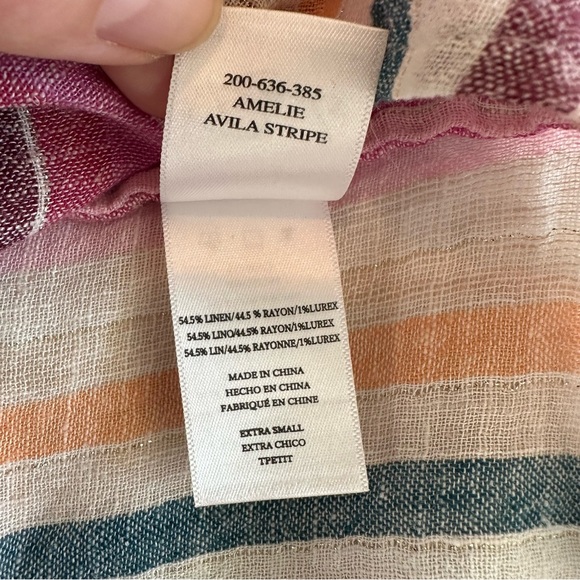 200-636-385
AMELIE
AVILA STRIPE
54.5% LINEN/44.5 % RAYON/1%LUREX
54.5% LINO/44.5% RAYON/1%LUREX
54.5% LIN/44.5% RAYONNE/1%LUREX
MADE IN CHINA
HECHO EN CHINA
FABRIQUÉ EN CHINE
EXTRA SMALL
EXTRA CHICO
TPETIT